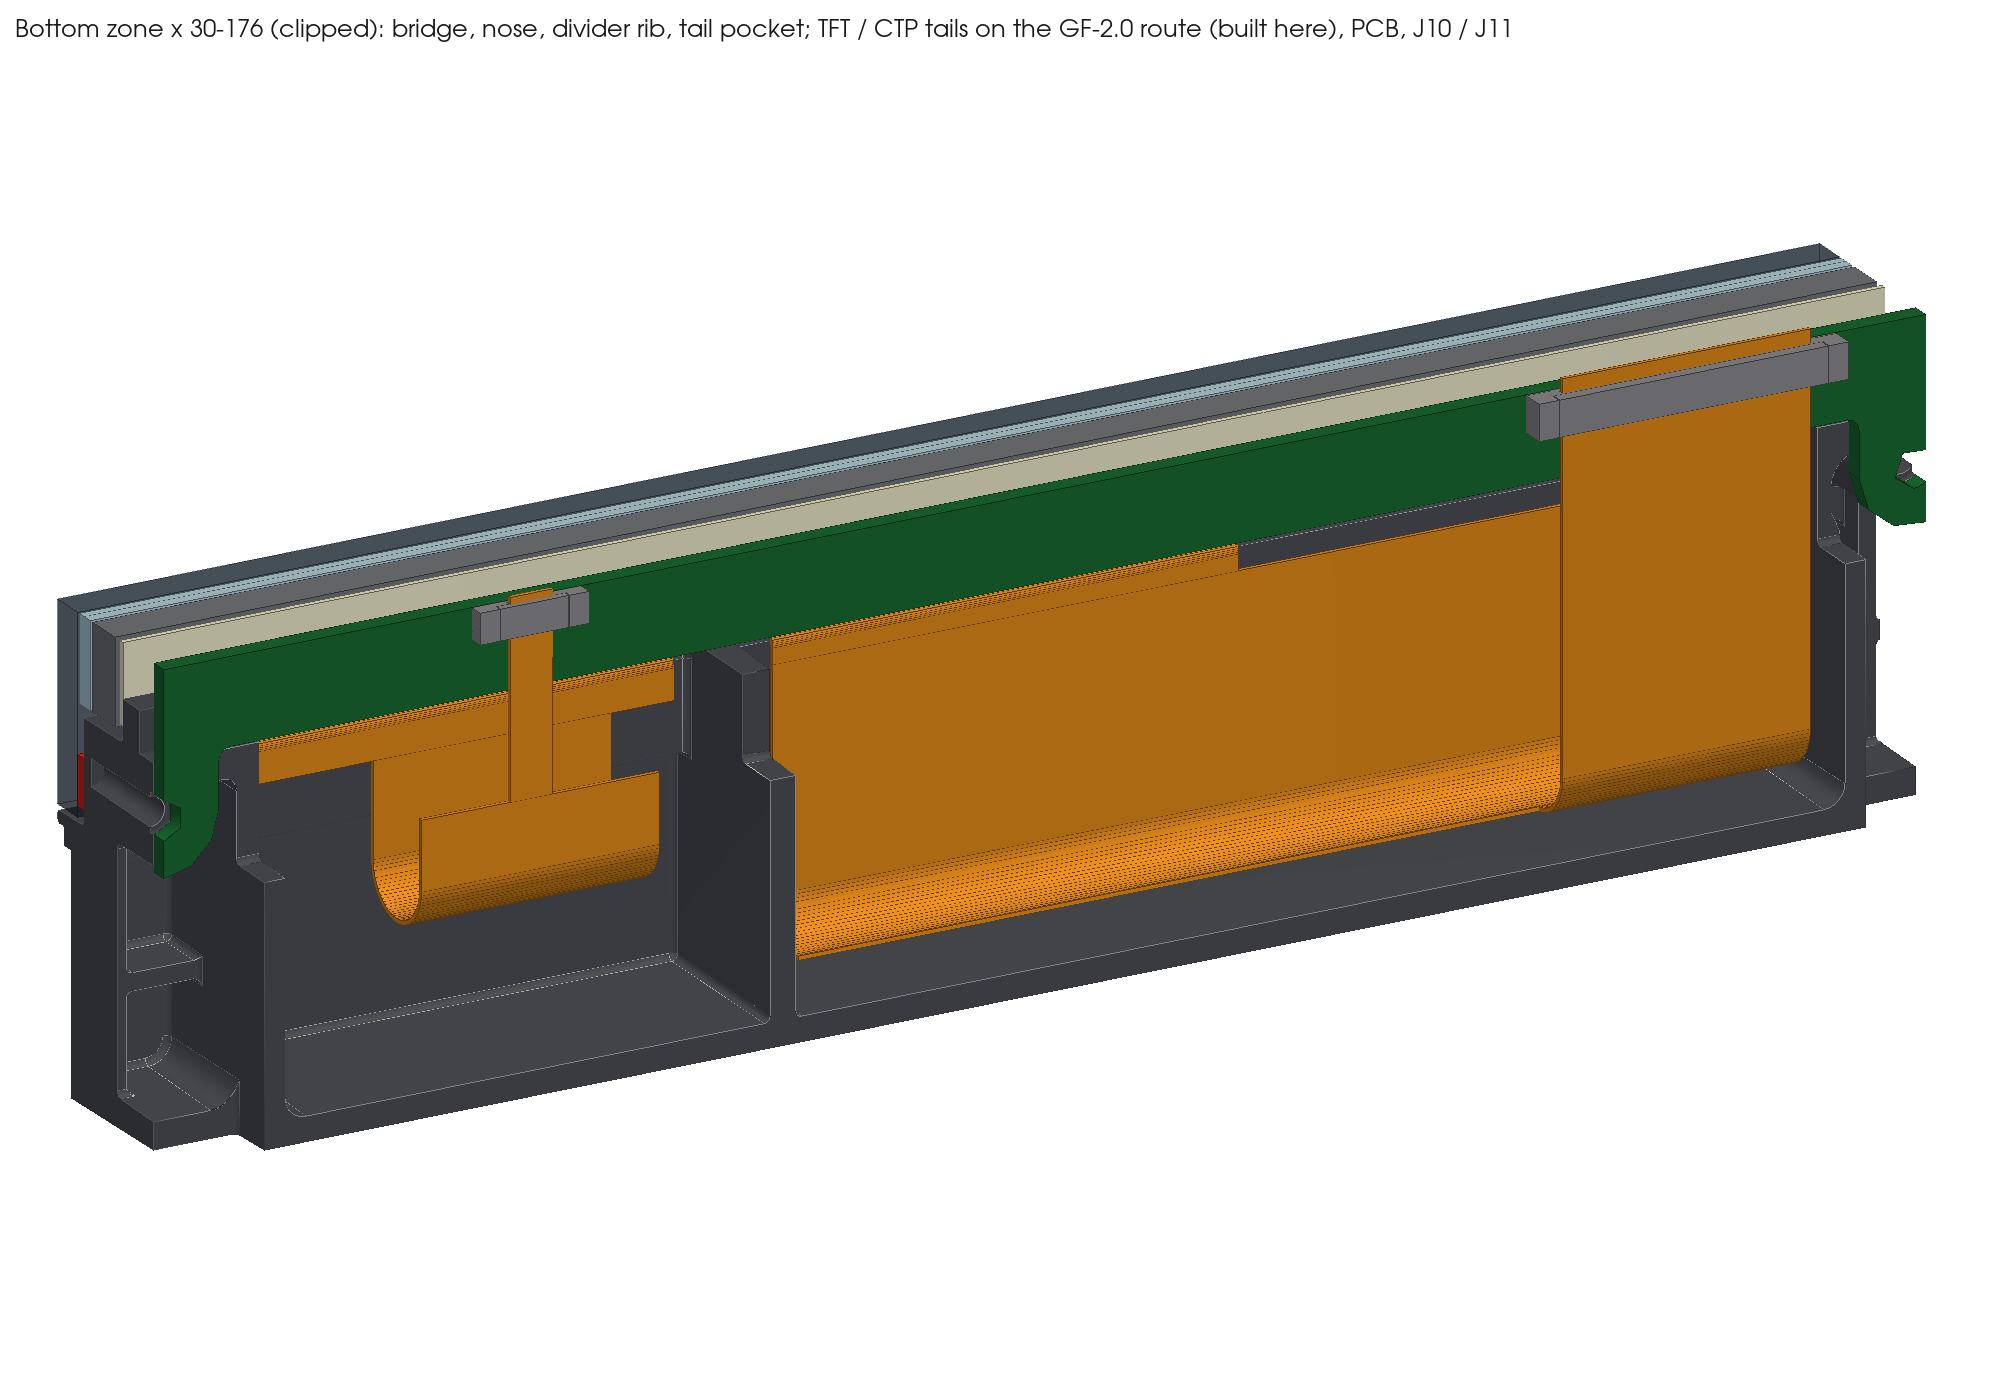 Bottom zone x 30-176 (clipped): bridge, nose, divider rib, tail pocket; TFT / CTP tails on the GF-2.0 route (built here), PCB, J10 / J11